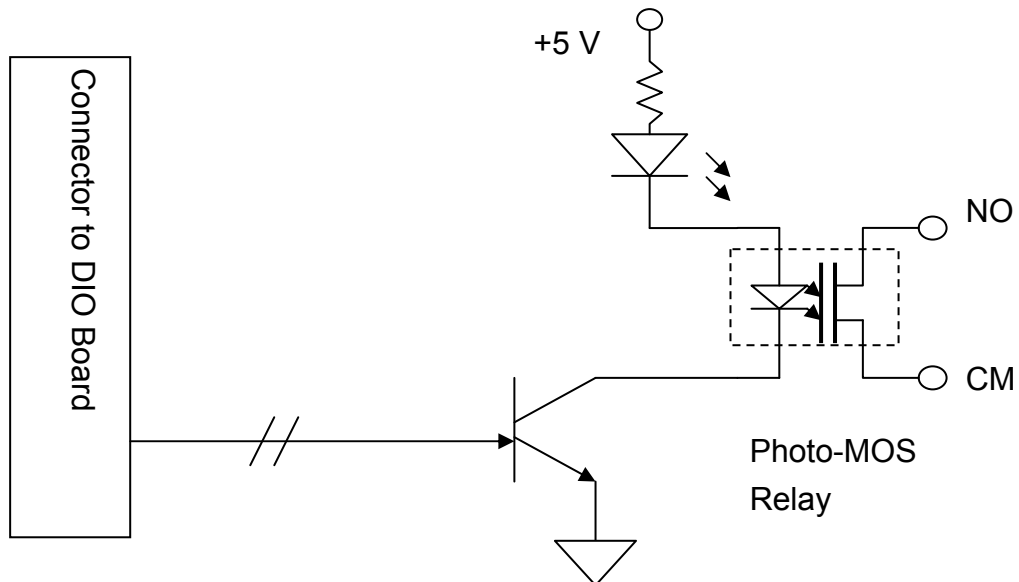 Connector to DIO Board
+5 V
NO
CM
Photo-MOS
Relay